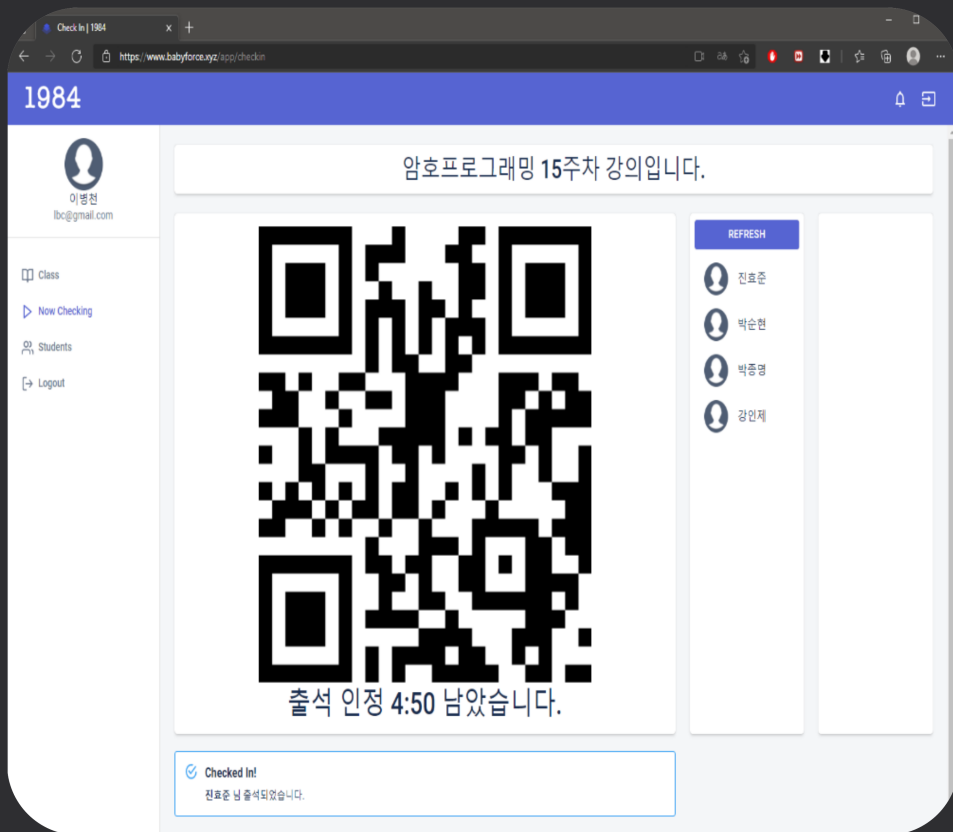 Check In | 1984
https://www.babyforce.xyz/app/checkin
1984
이병천
lbc@gmail.com
Class
Now Checking
Students
Logout
암호프로그래밍 15주차 강의입니다.
출석 인정 4:50 남았습니다.
REFRESH
진효준
박순현
박종명
강인제
Checked In!
진효준 님 출석되었습니다.